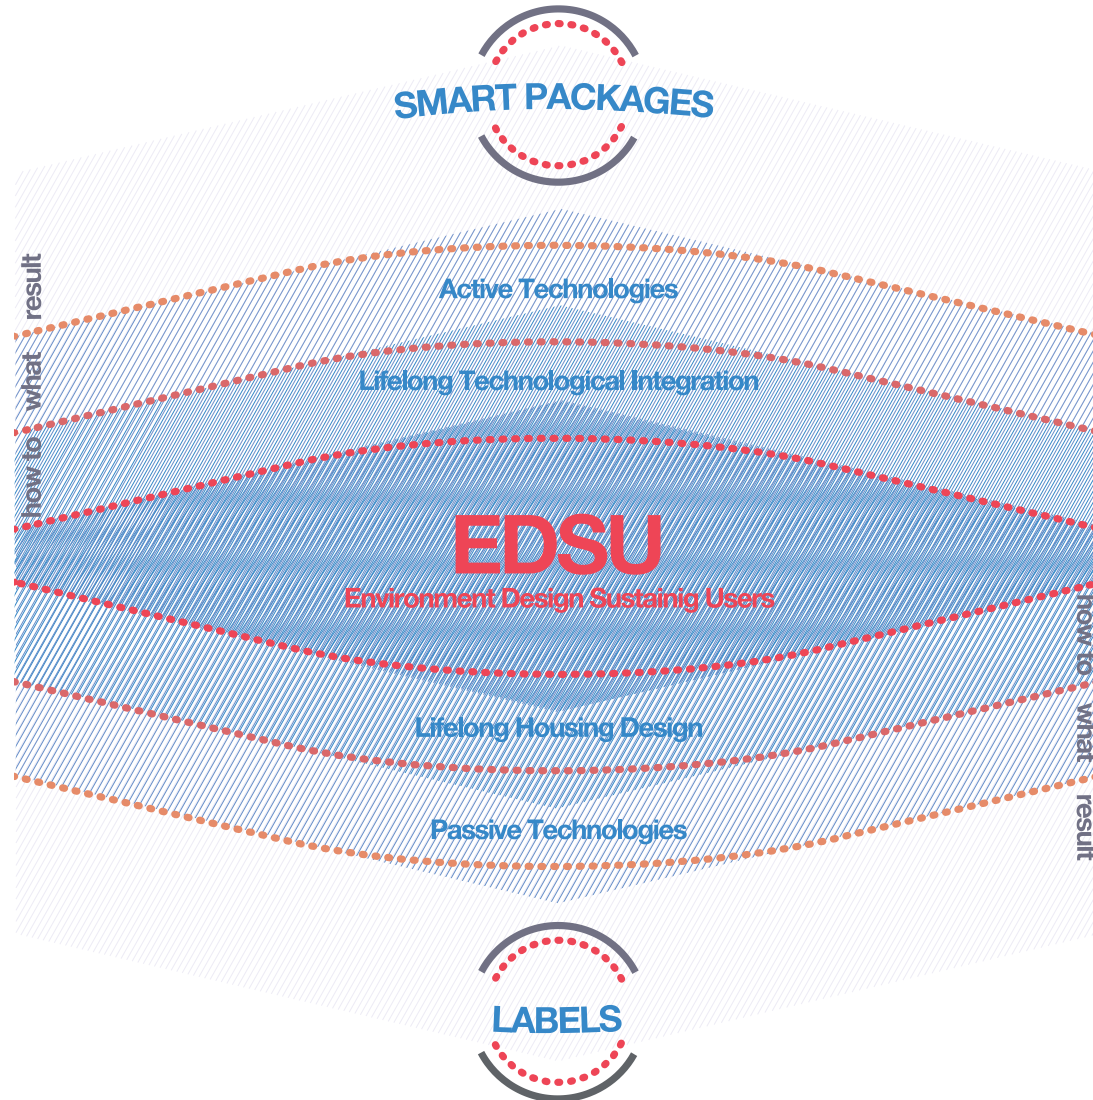 SMART PACKAGES
result
what
how to
Active Technologies
Lifelong Technological Integration
EDSU
Environment Design Sustainig Users
Lifelong Housing Design
Passive Technologies
how to
what
result
LABELS